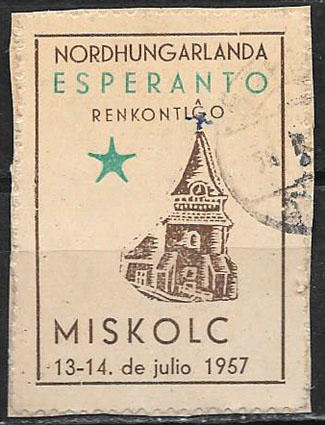 NORDHUNGARLANDA
ESPERANTO
RENKONTIĜO
MISKOLC
13-14. de julio 1957